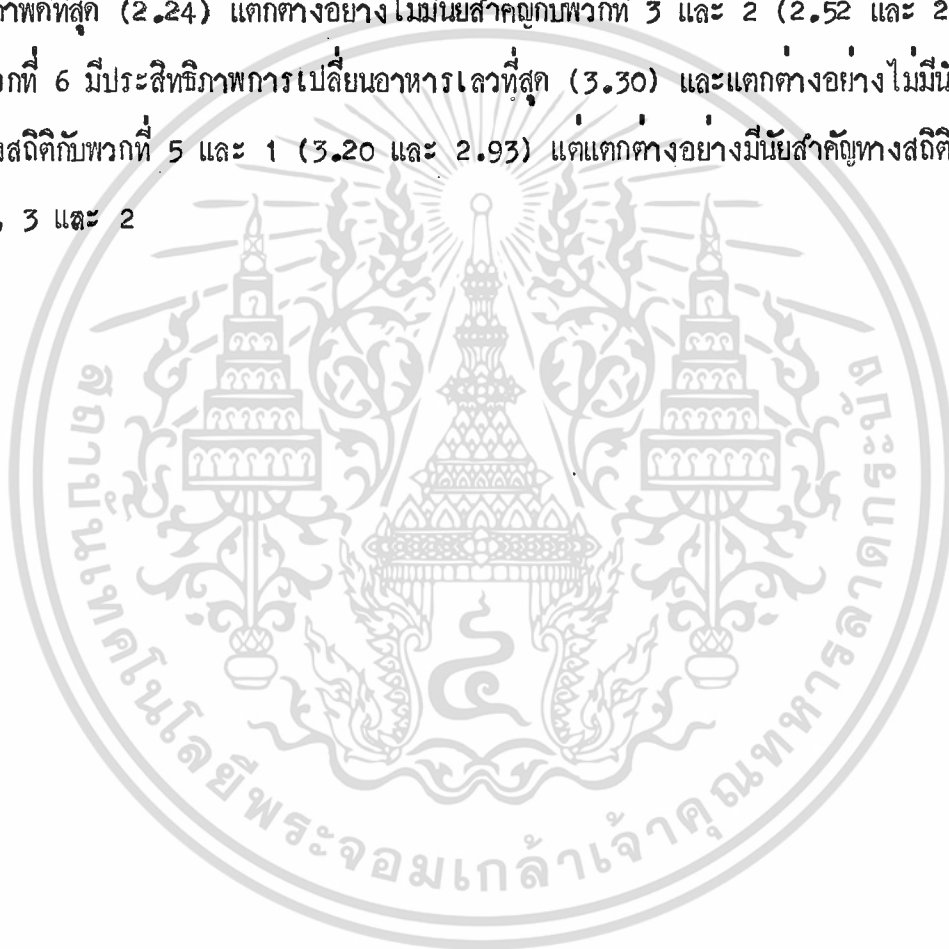 าพดีที่สุด (2.24) แตกต่างอย่างไม่มีนัยสำคัญกับพวกที่ 3 และ 2 (2.52 และ 2
กที่ 6 มีประสิทธิภาพการเปลี่ยนอาหารเลวที่สุด (3.30) และแตกต่างอย่างไม่มีนั
งสถิติกับพวกที่ 5 และ 1 (3.20 และ 2.93) แต่แตกต่างอย่างมีนัยสำคัญทางสถิติ
, 3 และ 2
สถาบันเทคโนโลยีพระจอมเกล้าเจ้าคุณทหารลาดกระบัง